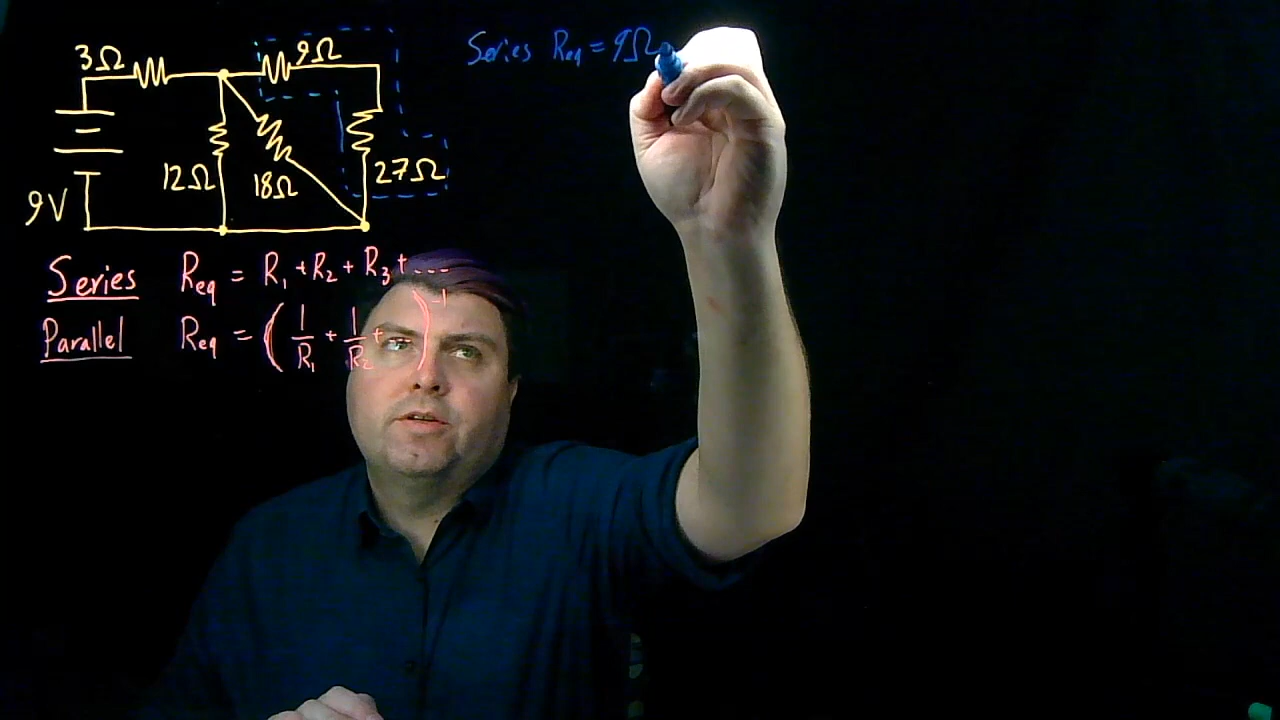 3Ω
9Ω
Series Req = 9Ω
12Ω
18Ω
27Ω
9V
Series Req = R1 + R2 + R3 + ...
Parallel Req = (1/R1 + 1/R2 + )-1